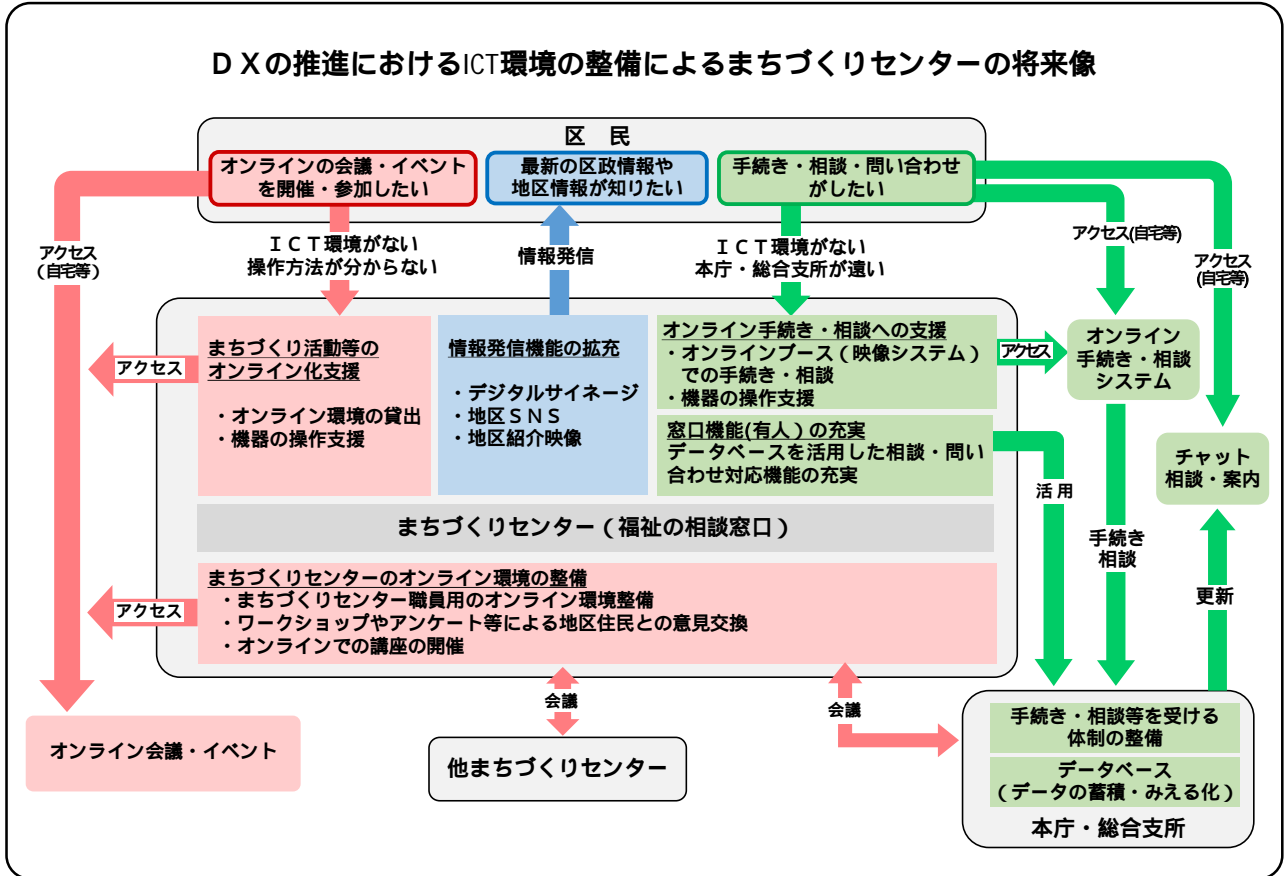 ＤＸの推進におけるICT環境の整備によるまちづくりセンターの将来像
区　民
オンラインの会議・イベント
を開催・参加したい
最新の区政情報や
地区情報が知りたい
手続き・相談・問い合わせ
がしたい
アクセス
（自宅等）
ＩＣＴ環境がない
操作方法が分からない
情報発信
ＩＣＴ環境がない
本庁・総合支所が遠い
アクセス(自宅等)
アクセス
(自宅等)
アクセス
まちづくり活動等の
オンライン化支援
・オンライン環境の貸出
・機器の操作支援
情報発信機能の拡充
・デジタルサイネージ
・地区ＳＮＳ
・地区紹介映像
オンライン手続き・相談への支援
・オンラインブース（映像システム）
での手続き・相談
・機器の操作支援
アクセス
オンライン
手続き・相談
システム
窓口機能(有人）の充実
データベースを活用した相談・問い
合わせ対応機能の充実
活用
チャット
相談・案内
まちづくりセンター（福祉の相談窓口）
手続き
相談
更新
アクセス
まちづくりセンターのオンライン環境の整備
・まちづくりセンター職員用のオンライン環境整備
・ワークショップやアンケート等による地区住民との意見交換
・オンラインでの講座の開催
会議
会議
オンライン会議・イベント
他まちづくりセンター
手続き・相談等を受ける
体制の整備
データベース
（データの蓄積・みえる化）
本庁・総合支所